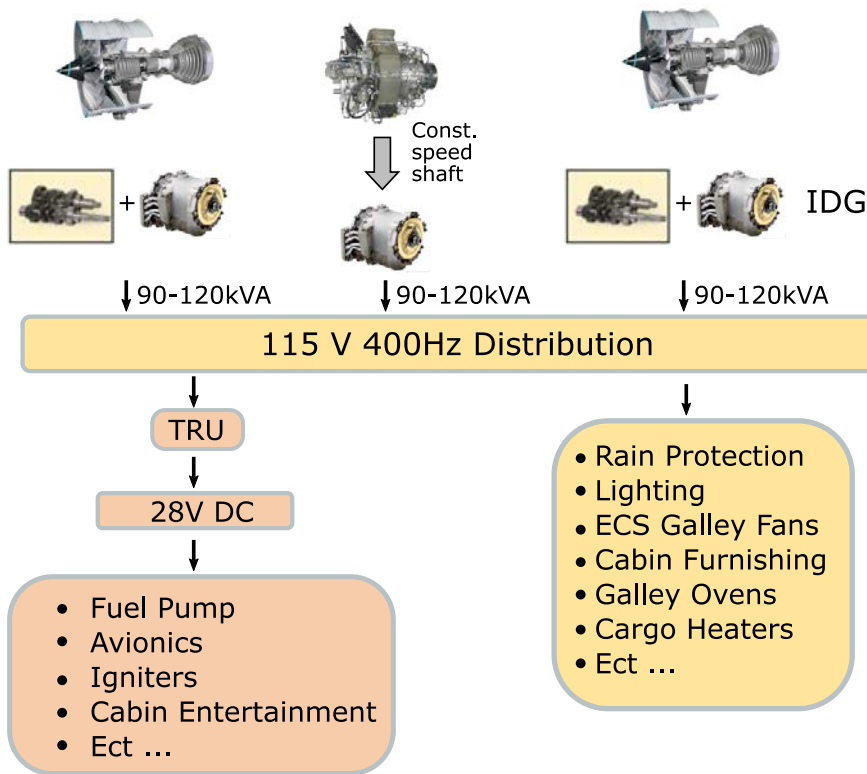 Const.
speed
shaft
+
+
IDG
90-120kVA
90-120kVA
90-120kVA
115 V 400Hz Distribution
TRU
28V DC
• Fuel Pump
• Avionics
• Igniters
• Cabin Entertainment
• Ect ...
• Rain Protection
• Lighting
• ECS Galley Fans
• Cabin Furnishing
• Galley Ovens
• Cargo Heaters
• Ect ...